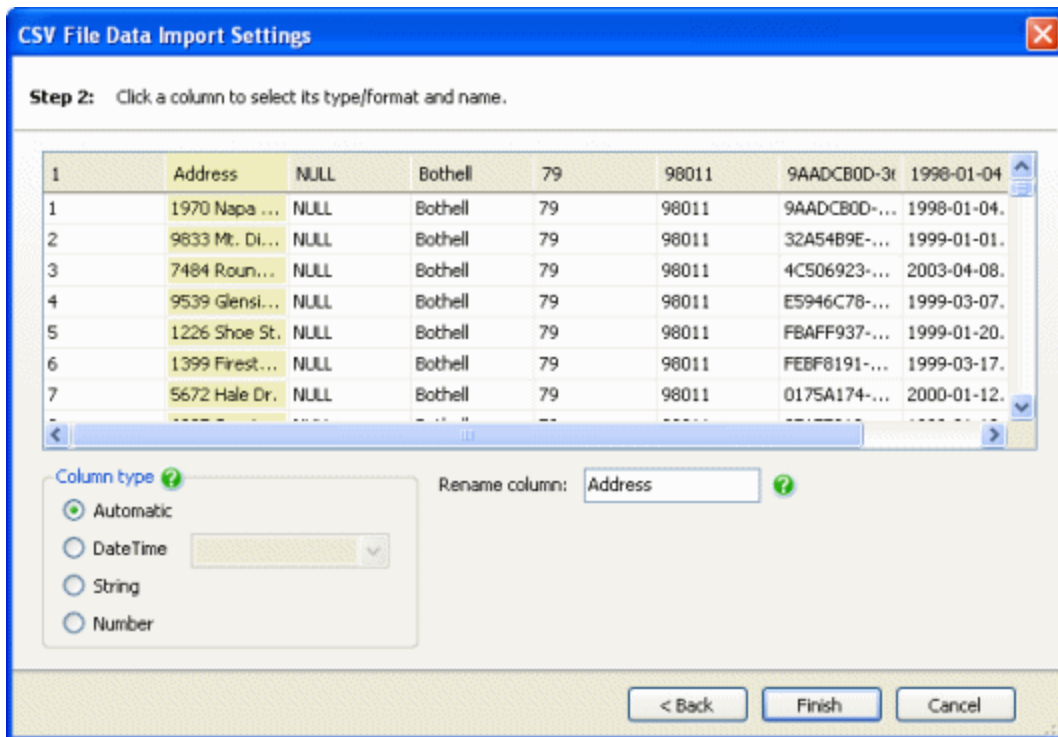 CSV File Data Import Settings
Step 2: Click a column to select its type/format and name.
1 Address NULL Bothell 79 98011 9AADCB0D-36 1998-01-04
1 1970 Napa ... NULL Bothell 79 98011 9AADCB0D-... 1998-01-04.
2 9833 Mt. Di... NULL Bothell 79 98011 32A54B9E-... 1999-01-01.
3 7484 Roun... NULL Bothell 79 98011 4C506923-... 2003-04-08.
4 9539 Glensi... NULL Bothell 79 98011 E5946C78-... 1999-03-07.
5 1226 Shoe St. NULL Bothell 79 98011 FBAFF937-... 1999-01-20.
6 1399 Firest... NULL Bothell 79 98011 FEBF8191-... 1999-03-17.
7 5672 Hale Dr. NULL Bothell 79 98011 0175A174-... 2000-01-12.
Column type ?
Rename column: Address ?
Automatic
DateTime
String
Number
< Back Finish Cancel